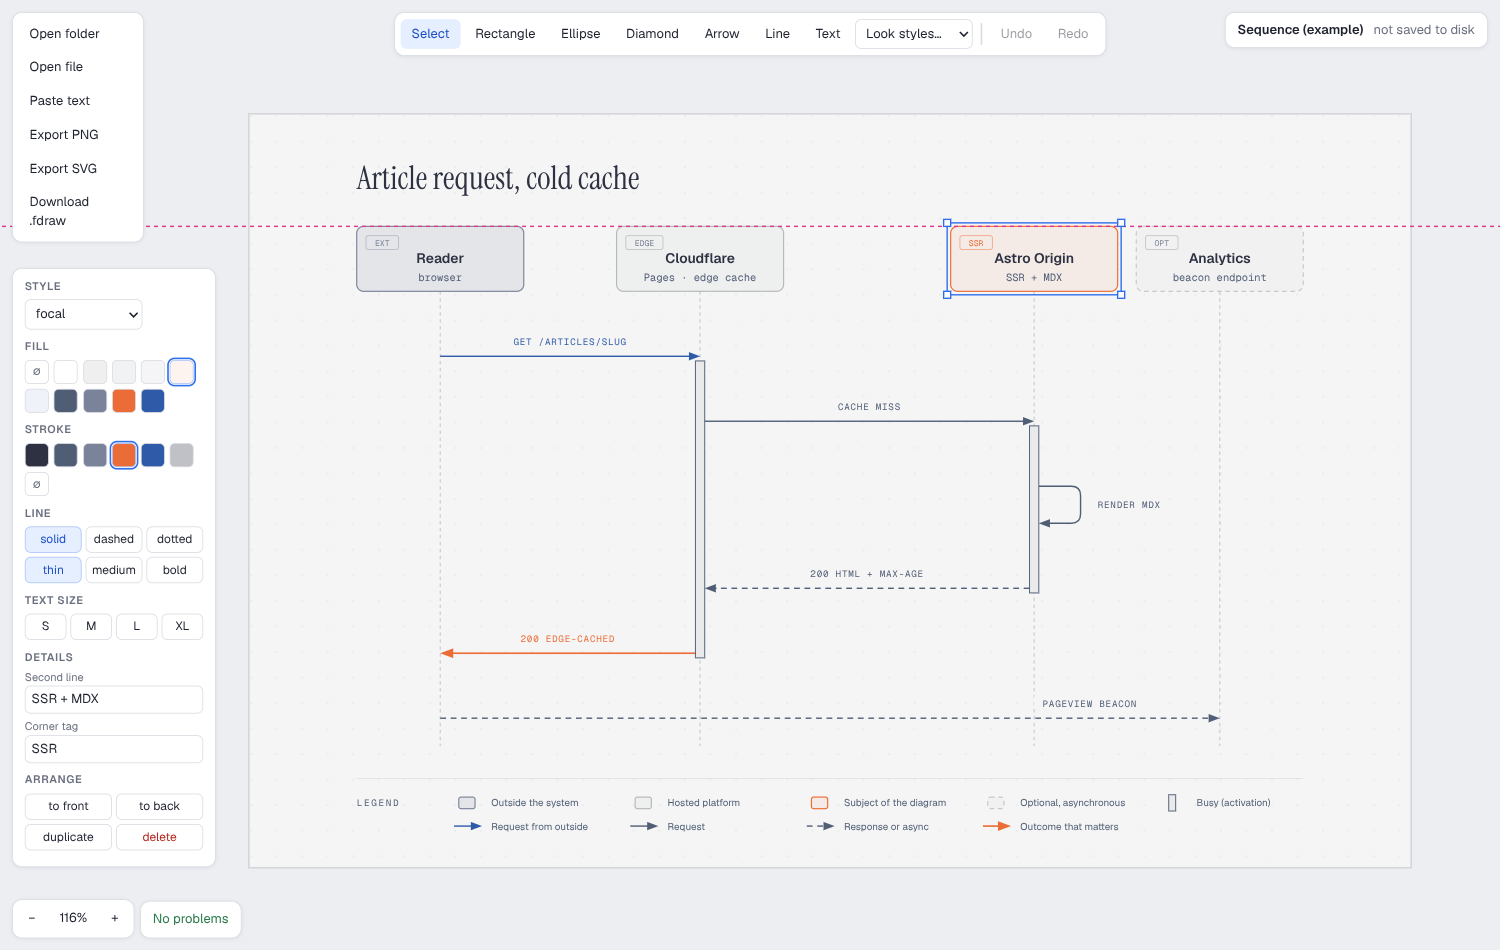 Open folder
Open file
Paste text
Export PNG
Export SVG
Download
.fdraw
Select Rectangle Ellipse Diamond Arrow Line Text Look styles... Undo Redo
Sequence (example) not saved to disk
STYLE
focal
FILL
∅
STROKE
∅
LINE
solid dashed dotted
thin medium bold
TEXT SIZE
S M L XL
DETAILS
Second line
SSR + MDX
Corner tag
SSR
ARRANGE
to front to back
duplicate delete
− 116% +
No problems
Article request, cold cache
EXT
Reader
browser
EDGE
Cloudflare
Pages · edge cache
SSR
Astro Origin
SSR + MDX
OPT
Analytics
beacon endpoint
GET /ARTICLES/SLUG
CACHE MISS
RENDER MDX
200 HTML + MAX-AGE
200 EDGE-CACHED
PAGEVIEW BEACON
LEGEND
Outside the system
Hosted platform
Subject of the diagram
Optional, asynchronous
Busy (activation)
Request from outside
Request
Response or async
Outcome that matters